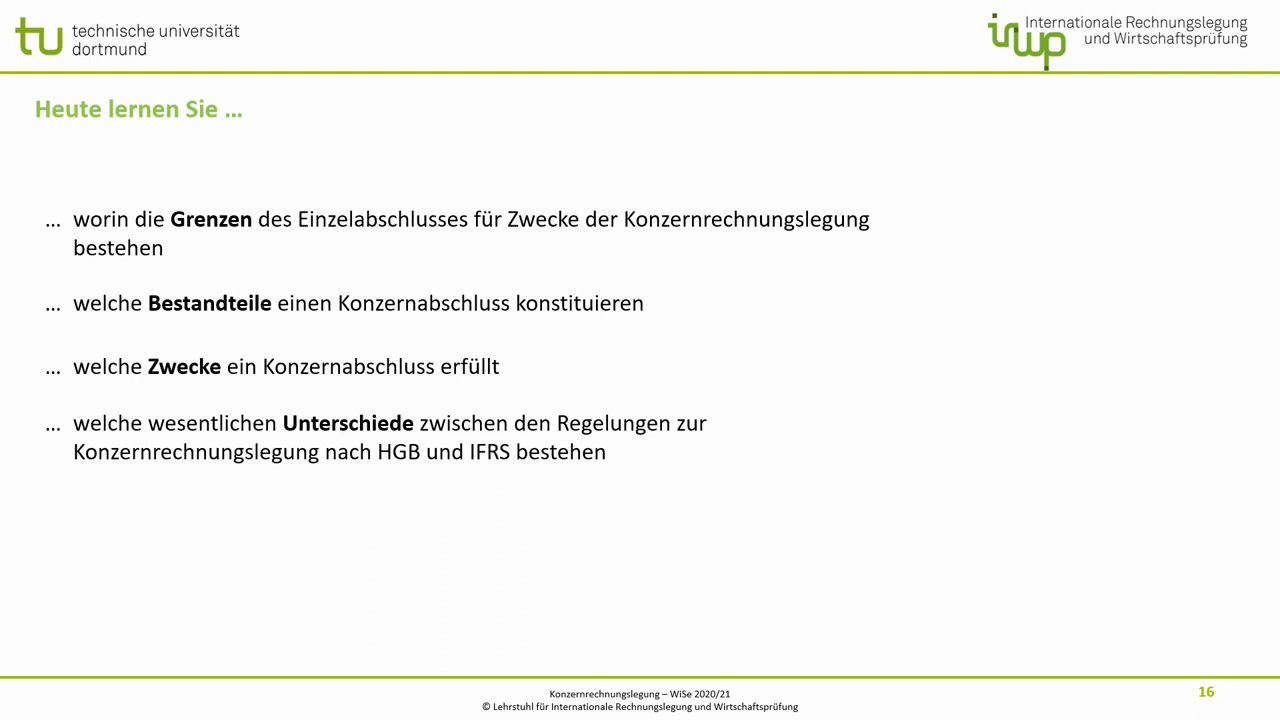 tu technische universität
dortmund
irwp Internationale Rechnungslegung
und Wirtschaftsprüfung
Heute lernen Sie ...
... worin die Grenzen des Einzelabschlusses für Zwecke der Konzernrechnungslegung
bestehen
... welche Bestandteile einen Konzernabschluss konstituieren
... welche Zwecke ein Konzernabschluss erfüllt
... welche wesentlichen Unterschiede zwischen den Regelungen zur
Konzernrechnungslegung nach HGB und IFRS bestehen
Konzernrechnungslegung – WiSe 2020/21
© Lehrstuhl für Internationale Rechnungslegung und Wirtschaftsprüfung
16